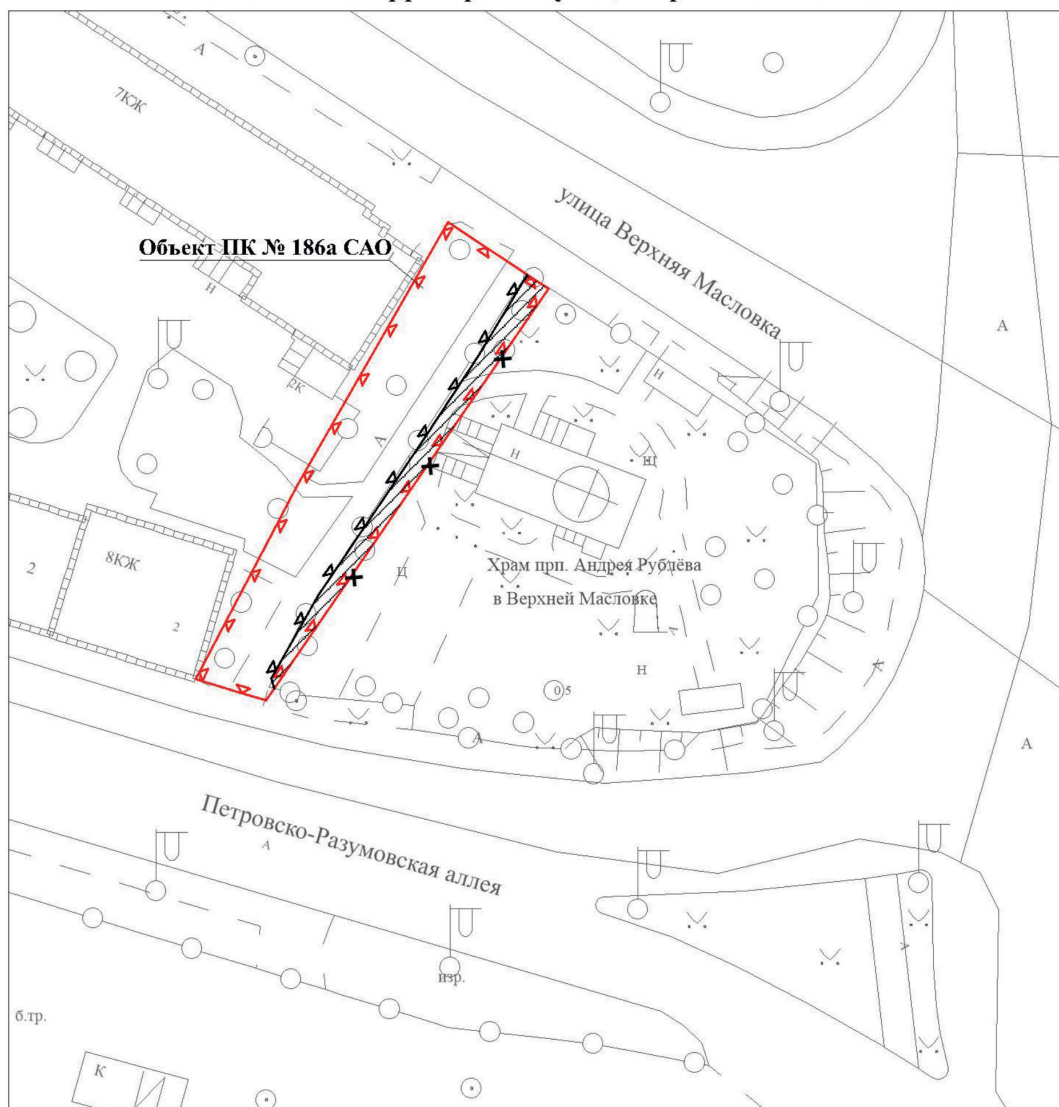 А
7КЖ
улица Верхняя Масловка
Объект ПК № 186а САО
Н
А
2К
Н
А
Н
Щ
8КЖ
2
2
Ц
Храм прп. Андрея Рублёва
в Верхней Масловке
А
Н
А
0.5
А
А
Петровско-Разумовская аллея
А
А
изр.
б.тр.
К